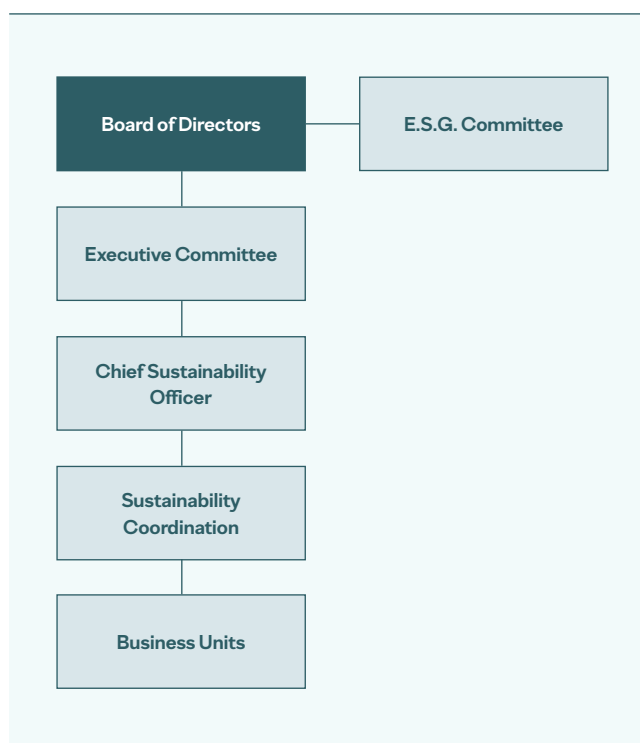 Board of Directors
E.S.G. Committee
Executive Committee
Chief Sustainability
Officer
Sustainability
Coordination
Business Units